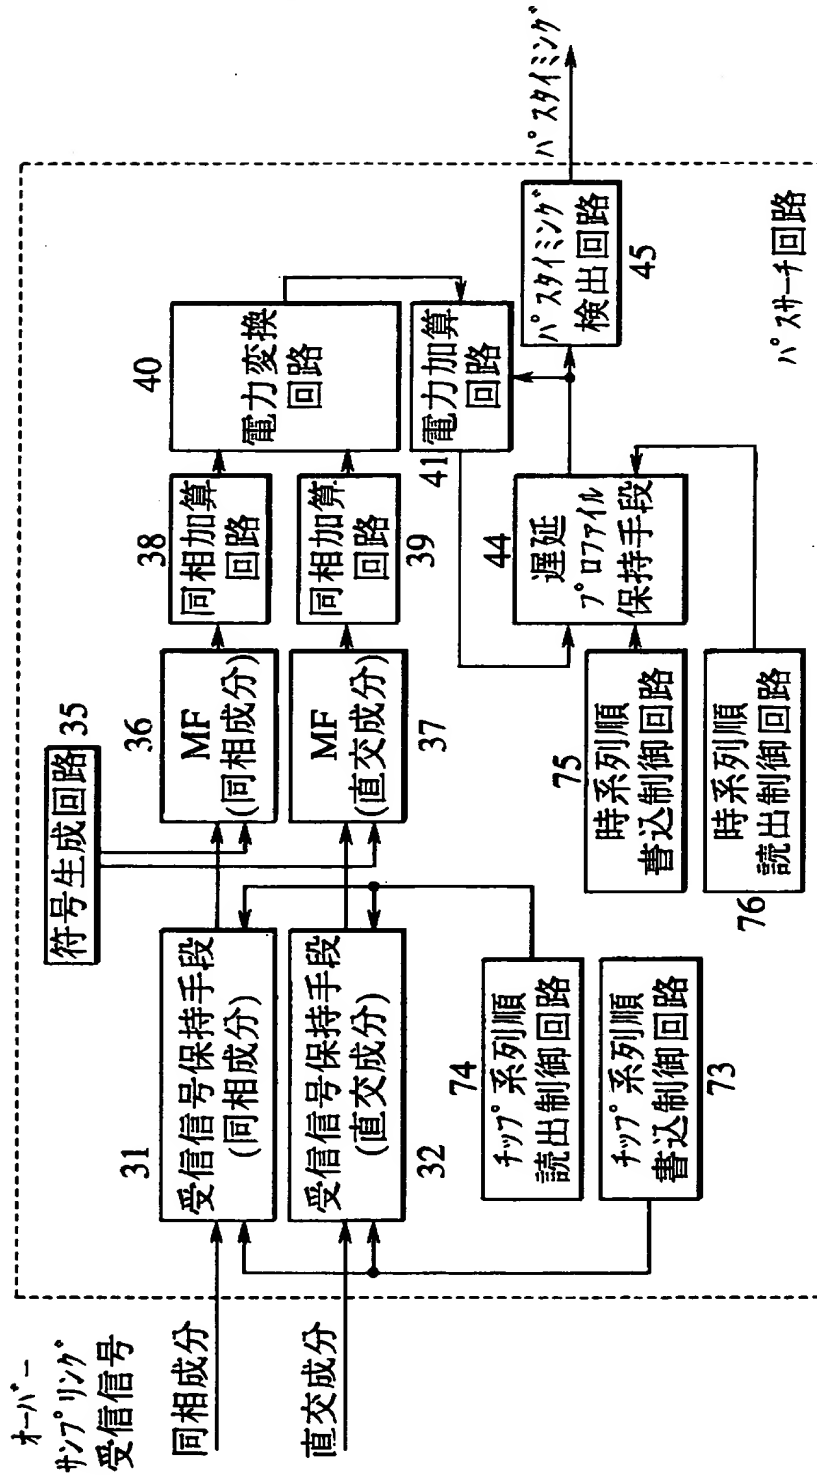 オーバー
サンプリング
受信信号
同相成分
直交成分
31
受信信号保持手段
(同相成分)
受信信号保持手段
(直交成分)
32
74
チップ系列順
読出制御回路
チップ系列順
書込制御回路
73
符号生成回路
35
36
MF
(同相成分)
MF
(直交成分)
37
38
同相加算
回路
同相加算
回路
39
40
電力変換
回路
電力加算
回路
41
44
遅延
プロファイル
保持手段
75
時系列順
書込制御回路
時系列順
読出制御回路
76
パスタイミング
検出回路
45
パスタイミング
パスサーチ回路